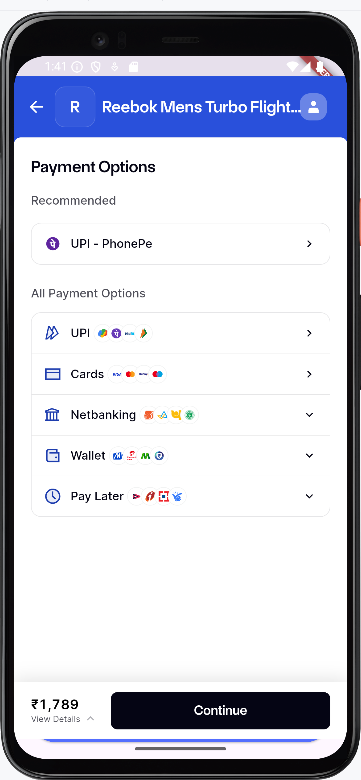 1:41
R
Reebok Mens Turbo Flight...
Payment Options
Recommended
UPI - PhonePe
All Payment Options
UPI
Cards
Netbanking
Wallet
Pay Later
₹1,789
View Details
Continue